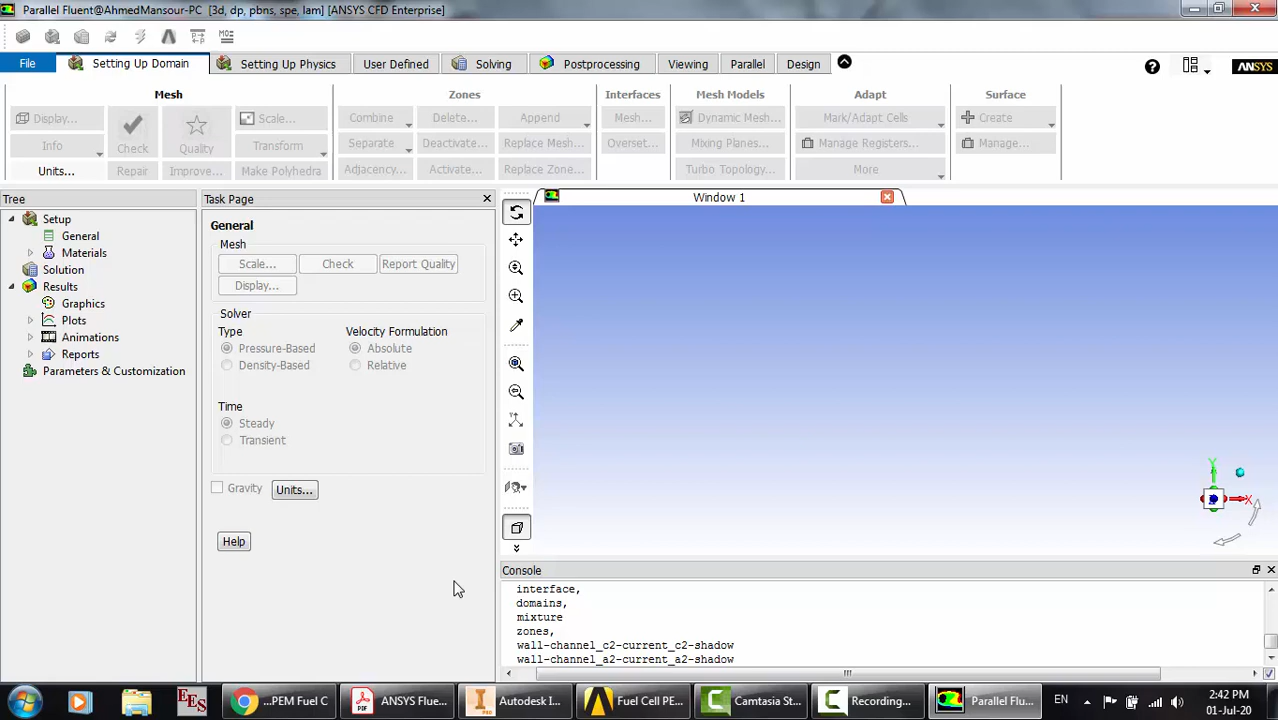 Parallel Fluent@AhmedMansour-PC [3d, dp, pbns, spe, lam] [ANSYS CFD Enterprise]
File Setting Up Domain Setting Up Physics User Defined Solving Postprocessing Viewing Parallel Design ANSYS
Mesh Zones Interfaces Mesh Models Adapt Surface
Display... Check Quality Scale... Combine Delete... Append Mesh... Dynamic Mesh... Mark/Adapt Cells Create
Info Transform Separate Deactivate... Replace Mesh... Overset... Mixing Planes... Manage Registers... Manage...
Units... Repair Improve... Make Polyhedra Adjacency... Activate... Replace Zone... Turbo Topology... More
Tree
Setup
General
Materials
Solution
Results
Graphics
Plots
Animations
Reports
Parameters & Customization
Task Page
General
Mesh
Scale... Check Report Quality
Display...
Solver
Type Velocity Formulation
Pressure-Based Absolute
Density-Based Relative
Time
Steady
Transient
Gravity Units...
Help
Window 1
Y
X
Console
interface,
domains,
mixture
zones,
wall-channel_c2-current_c2-shadow
wall-channel_a2-current_a2-shadow
EES ...PEM Fuel C ANSYS Flue... Autodesk I... Fuel Cell PE... Camtasia St... Recording... Parallel Flu... EN 2:42 PM
01-Jul-20